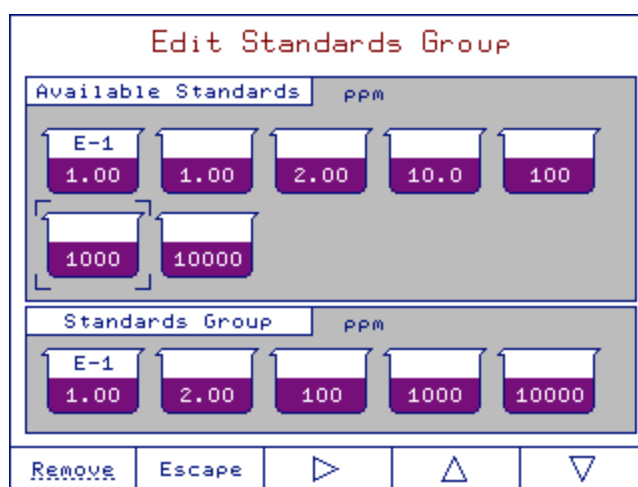 Edit Standards Group
Available Standards ppm
E-1
1.00 1.00 2.00 10.0 100
1000 10000
Standards Group ppm
E-1
1.00 2.00 100 1000 10000
Remove Escape